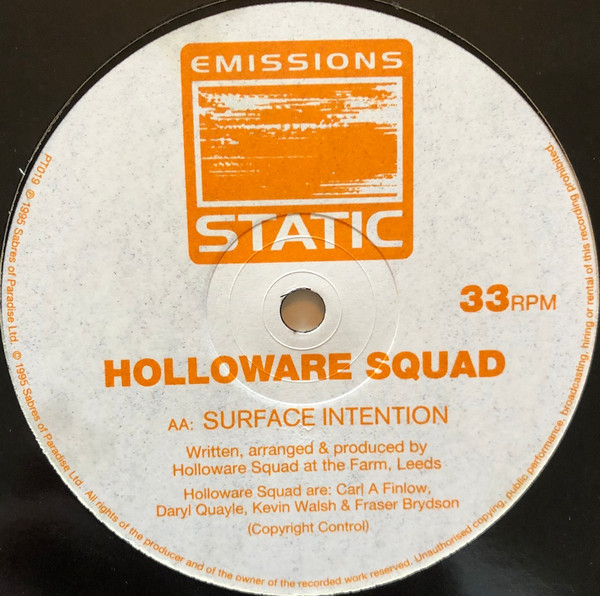 EMISSIONS
STATIC
33RPM
HOLLOWARE SQUAD
AA: SURFACE INTENTION
Written, arranged & produced by
Holloware Squad at the Farm, Leeds
Holloware Squad are: Carl A Finlow,
Daryl Quayle, Kevin Walsh & Fraser Brydson
(Copyright Control)
PT019 ℗ 1995 Sabres of Paradise Ltd. © 1995 Sabres of Paradise Ltd. All rights of the producer and of the owner of the recorded work reserved. Unauthorised copying, public performance, broadcasting, hiring or rental of this recording prohibited.